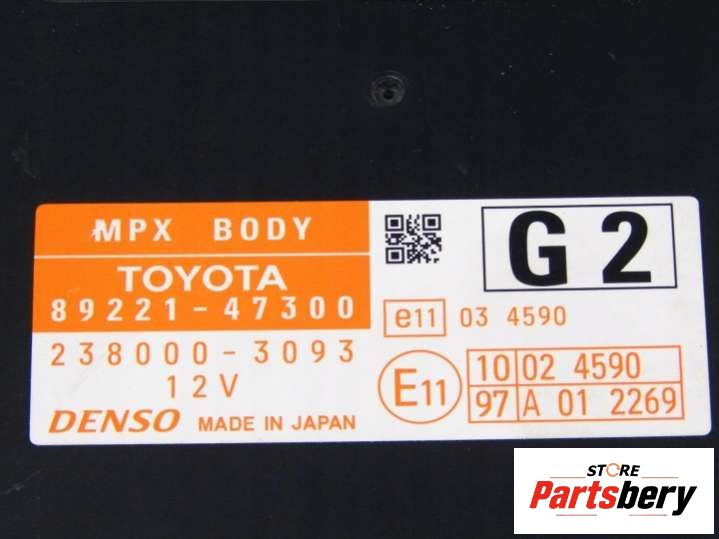 MPX BODY
TOYOTA
89221-47300
238000-3093
12V
DENSO MADE IN JAPAN
G2
e11 03 4590
E11
10 02 4590
97 A 01 2269
STORE
Partsbery